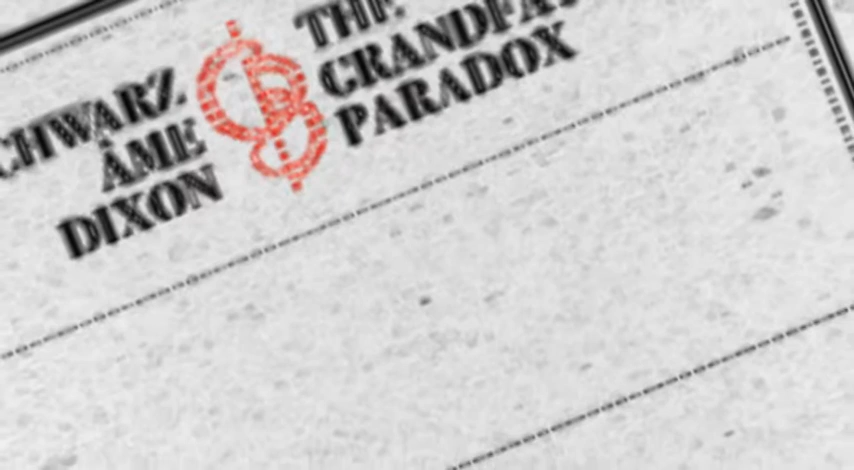 CHWARZ
ÂME
DIXON
THE
GRANDFA
PARADOX